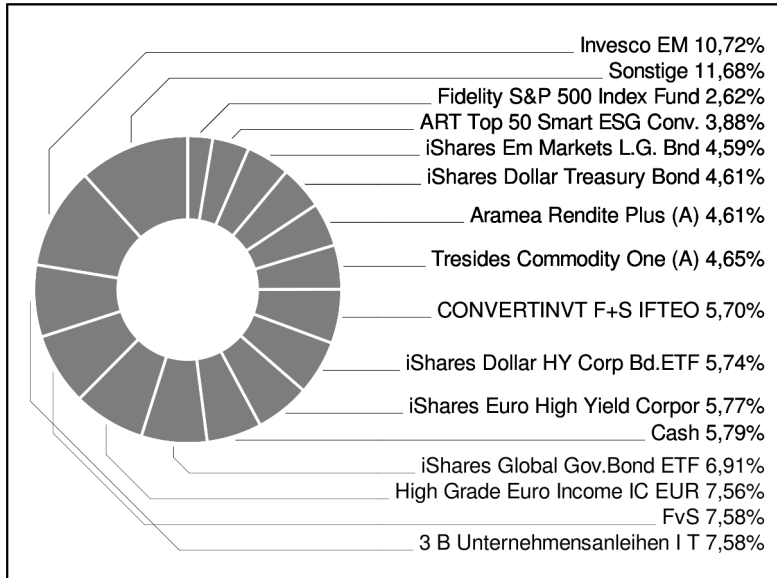 Invesco EM 10,72%
Sonstige 11,68%
Fidelity S&P 500 Index Fund 2,62%
ART Top 50 Smart ESG Conv. 3,88%
iShares Em Markets L.G. Bnd 4,59%
iShares Dollar Treasury Bond 4,61%
Aramea Rendite Plus (A) 4,61%
Tresides Commodity One (A) 4,65%
CONVERTINVT F+S IFTEO 5,70%
iShares Dollar HY Corp Bd.ETF 5,74%
iShares Euro High Yield Corpor 5,77%
Cash 5,79%
iShares Global Gov.Bond ETF 6,91%
High Grade Euro Income IC EUR 7,56%
FvS 7,58%
3 B Unternehmensanleihen I T 7,58%